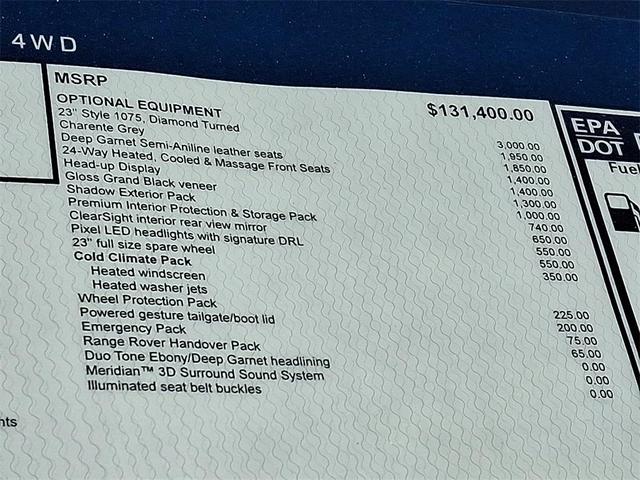 4WD
MSRP $131,400.00
OPTIONAL EQUIPMENT
23" Style 1075, Diamond Turned 3,000.00
Charente Grey 1,950.00
Deep Garnet Semi-Aniline leather seats 1,850.00
24-Way Heated, Cooled & Massage Front Seats 1,400.00
Head-up Display 1,400.00
Gloss Grand Black veneer 1,300.00
Shadow Exterior Pack 1,000.00
Premium Interior Protection & Storage Pack 740.00
ClearSight interior rear view mirror 650.00
Pixel LED headlights with signature DRL 550.00
23" full size spare wheel 550.00
Cold Climate Pack 350.00
Heated windscreen
Heated washer jets
Wheel Protection Pack 225.00
Powered gesture tailgate/boot lid 200.00
Emergency Pack 75.00
Range Rover Handover Pack 65.00
Duo Tone Ebony/Deep Garnet headlining 0.00
Meridian™ 3D Surround Sound System 0.00
Illuminated seat belt buckles 0.00
EPA
DOT
Fuel